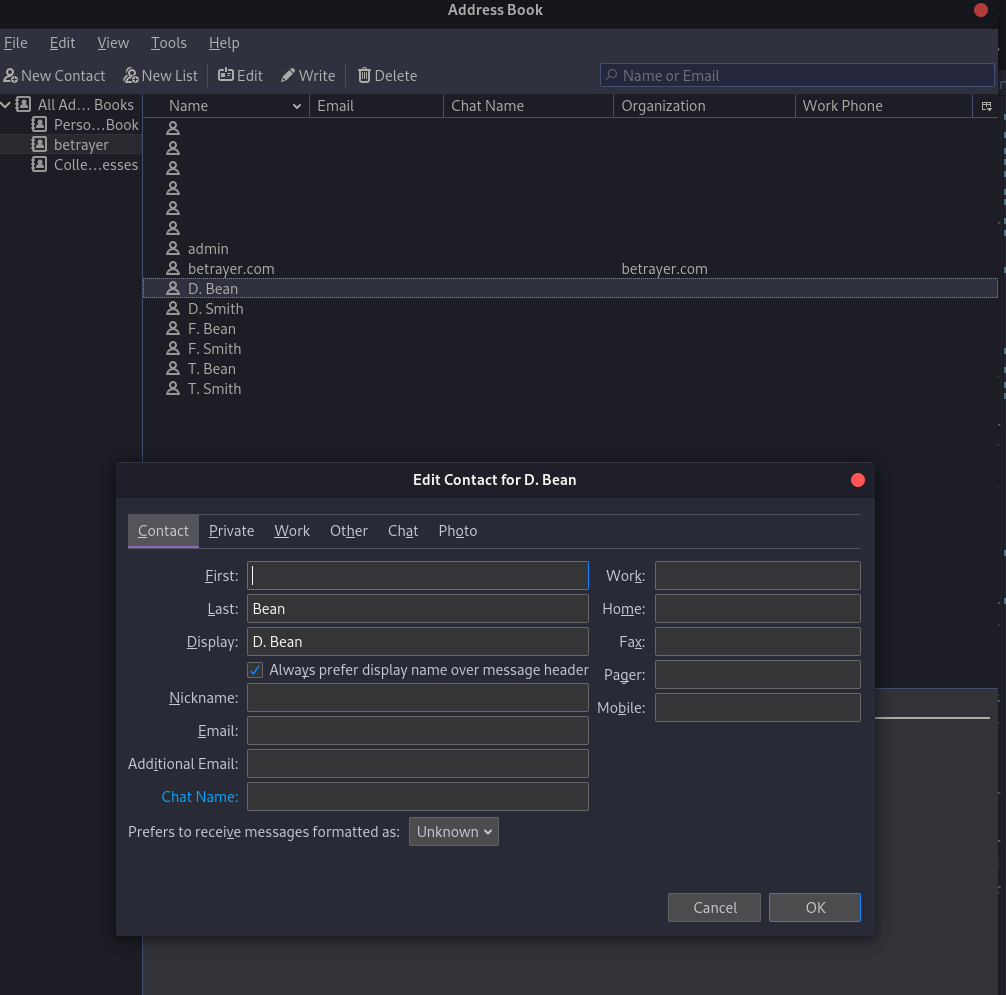 Address Book
File Edit View Tools Help
New Contact New List Edit Write Delete Name or Email
All Ad... Books
Perso...Book
betrayer
Colle...esses
Name Email Chat Name Organization Work Phone
admin
betrayer.com betrayer.com
D. Bean
D. Smith
F. Bean
F. Smith
T. Bean
T. Smith
Edit Contact for D. Bean
Contact Private Work Other Chat Photo
First: Work:
Last: Bean Home:
Display: D. Bean Fax:
Always prefer display name over message header
Pager:
Nickname: Mobile:
Email:
Additional Email:
Chat Name:
Prefers to receive messages formatted as: Unknown
Cancel OK